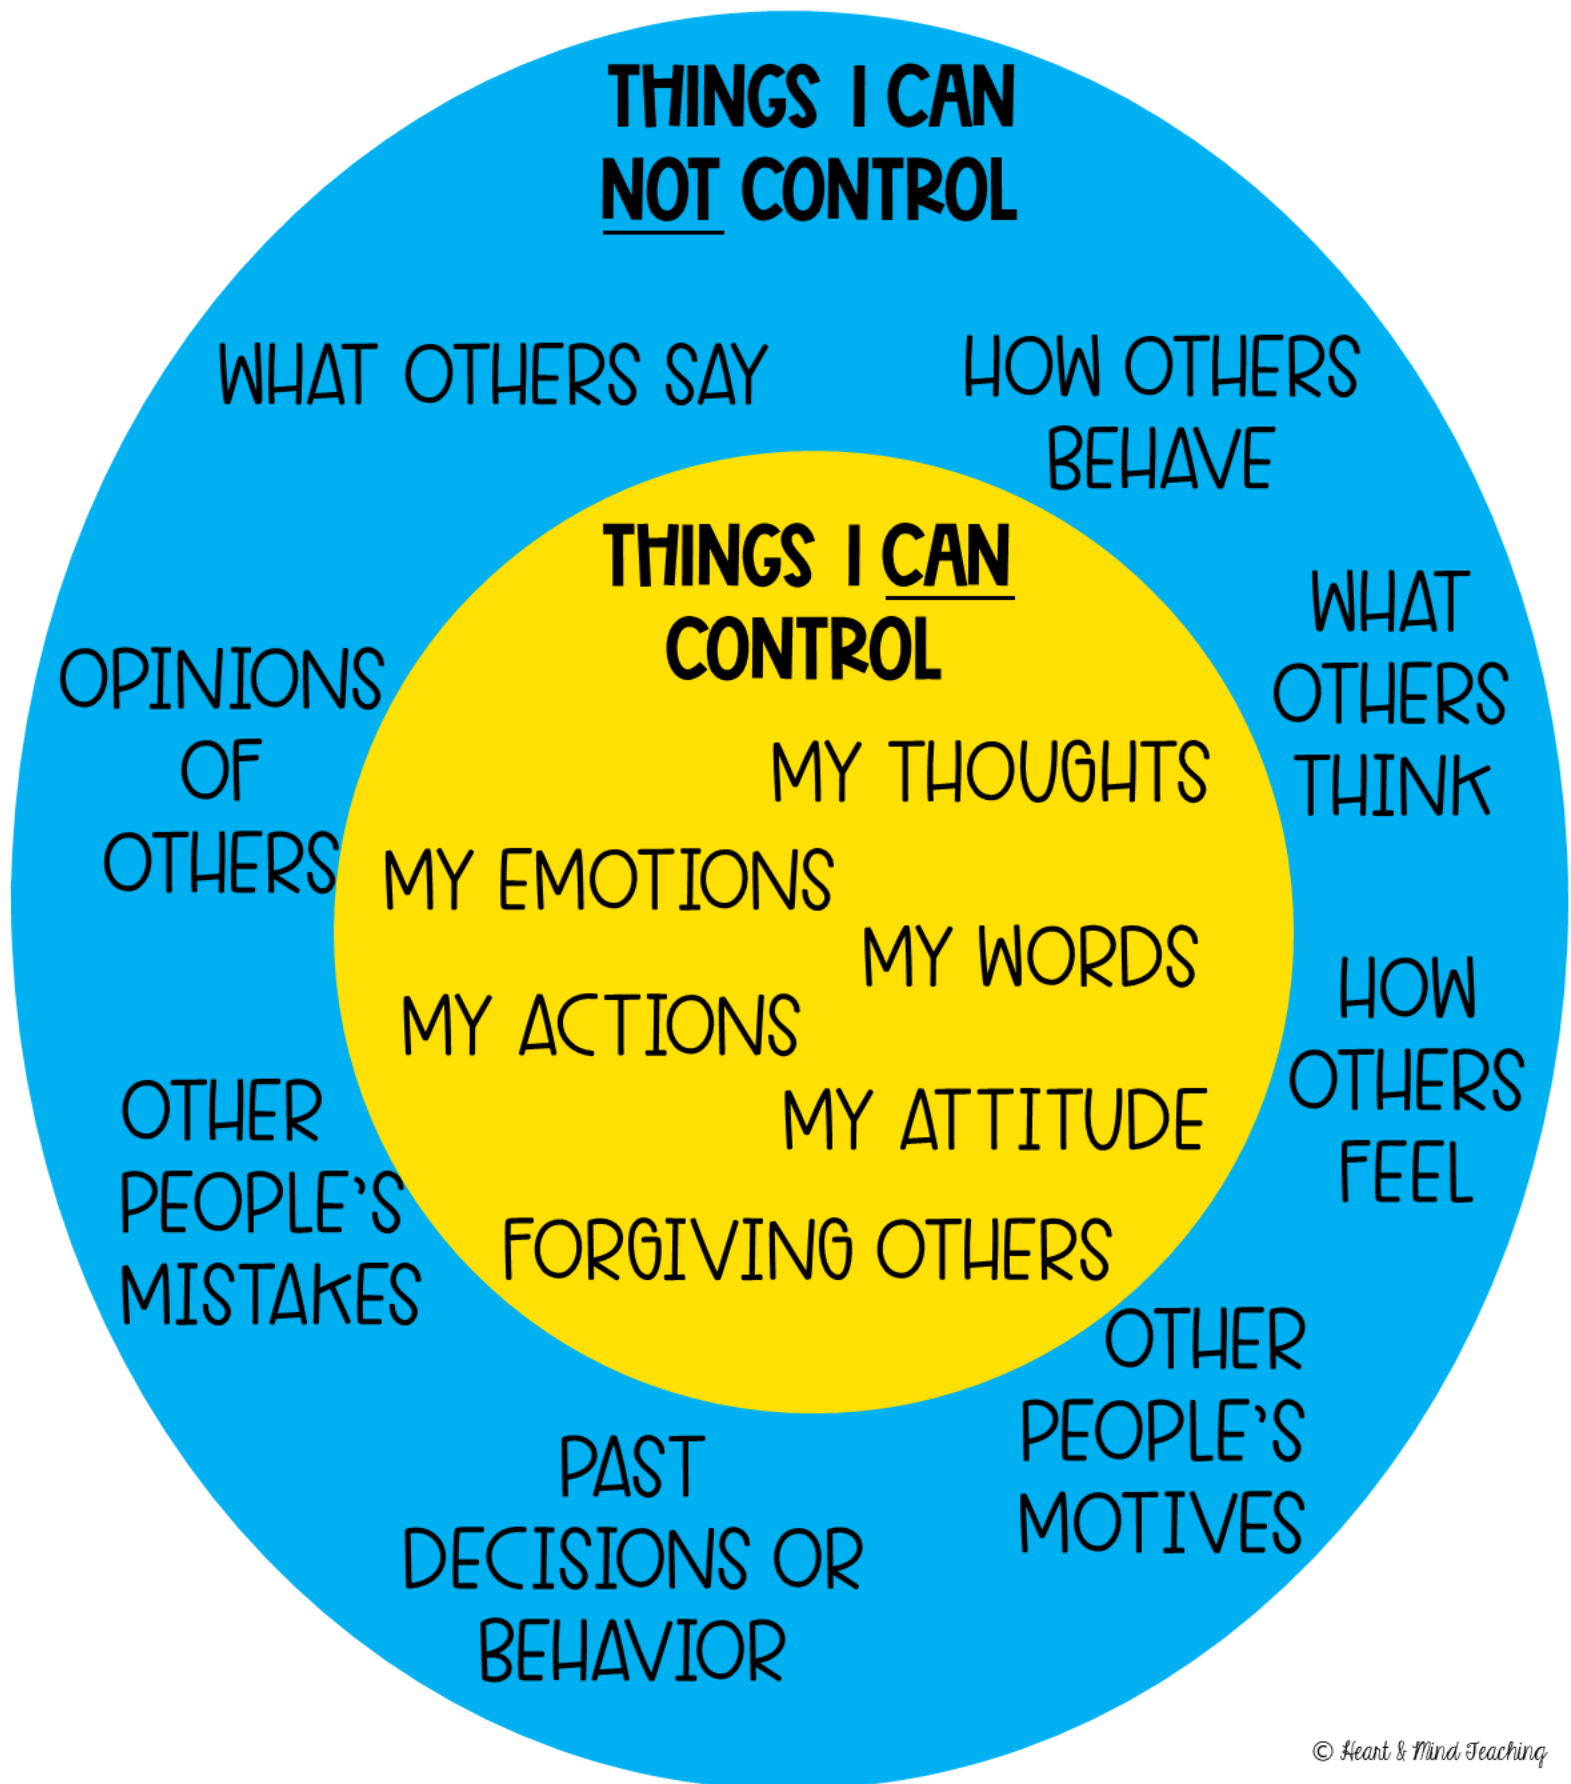 THINGS I CAN
NOT CONTROL
WHAT OTHERS SAY
HOW OTHERS
BEHAVE
OPINIONS
OF
OTHERS
THINGS I CAN
CONTROL
MY THOUGHTS
MY EMOTIONS
MY WORDS
MY ACTIONS
MY ATTITUDE
FORGIVING OTHERS
WHAT
OTHERS
THINK
HOW
OTHERS
FEEL
OTHER
PEOPLE'S
MISTAKES
OTHER
PEOPLE'S
MOTIVES
PAST
DECISIONS OR
BEHAVIOR
© Heart & Mind Teaching